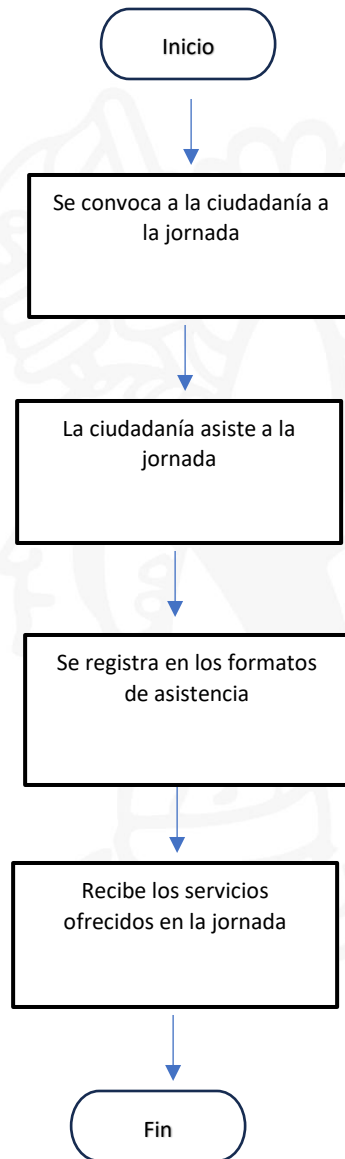 Inicio
Se convoca a la ciudadanía a
la jornada
La ciudadanía asiste a la
jornada
Se registra en los formatos
de asistencia
Recibe los servicios
ofrecidos en la jornada
Fin